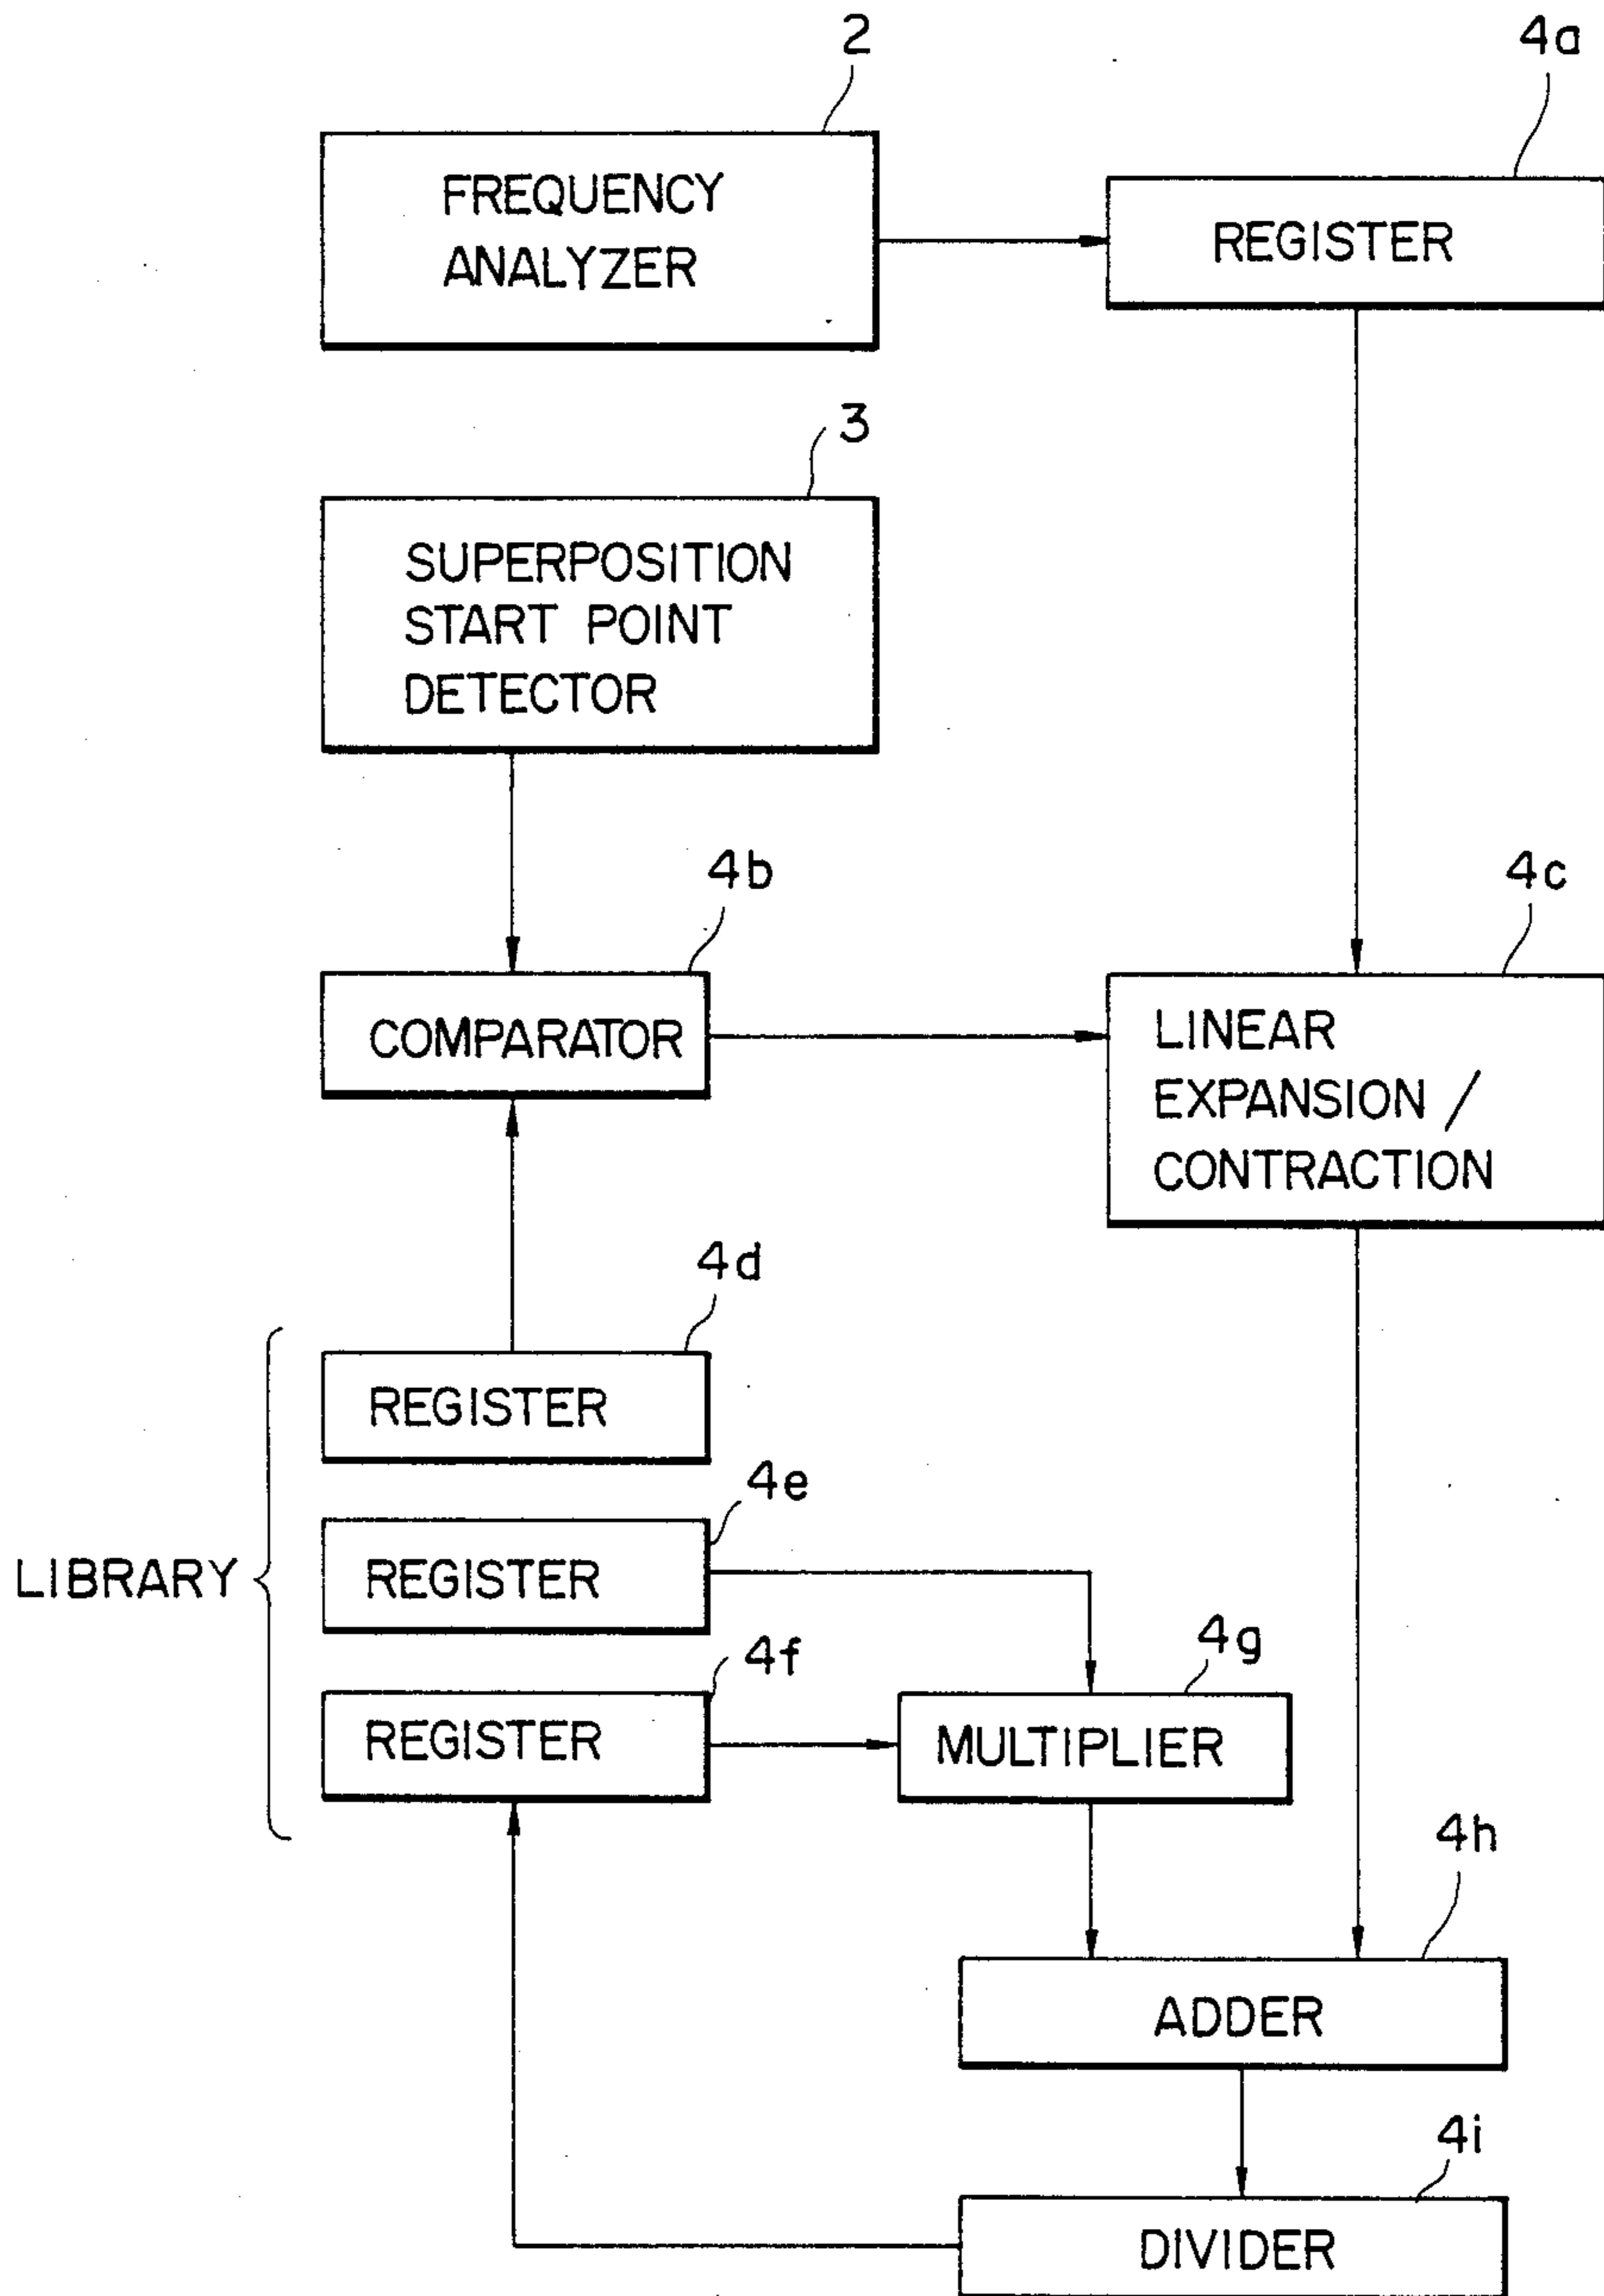 2
4a
FREQUENCY
ANALYZER
REGISTER
3
SUPERPOSITION
START POINT
DETECTOR
4b
4c
COMPARATOR
LINEAR
EXPANSION /
CONTRACTION
4d
REGISTER
4e
LIBRARY
REGISTER
4f
4g
REGISTER
MULTIPLIER
4h
ADDER
4i
DIVIDER